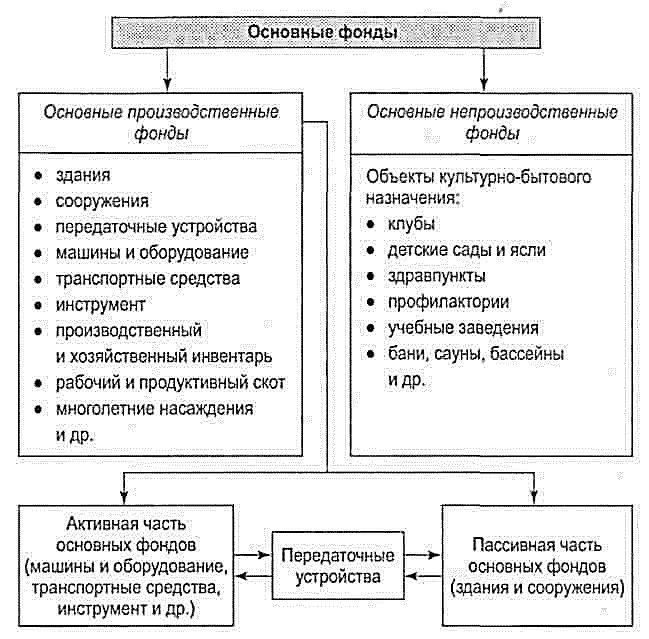 Основные фонды
Основные производственные
фонды
• здания
• сооружения
• передаточные устройства
• машины и оборудование
• транспортные средства
• инструмент
• производственный
и хозяйственный инвентарь
• рабочий и продуктивный скот
• многолетние насаждения
и др.
Основные непроизводственные
фонды
Объекты культурно-бытового
назначения:
• клубы
• детские сады и ясли
• здравпункты
• профилактории
• учебные заведения
• бани, сауны, бассейны
и др.
Активная часть
основных фондов
(машины и оборудование,
транспортные средства,
инструмент и др.)
Передаточные
устройства
Пассивная часть
основных фондов
(здания и сооружения)